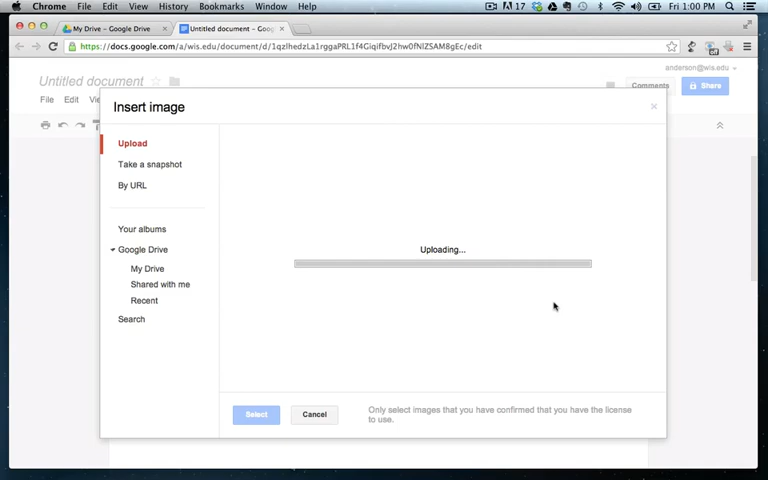 Chrome File Edit View History Bookmarks Window Help 17 Fri 1:00 PM
My Drive – Google Drive Untitled document – Goo
https://docs.google.com/a/wis.edu/document/d/
anderson@wis.edu
Untitled document
Comments Share
File Edit
Insert image
Upload
Take a snapshot
By URL
Your albums
Google Drive
My Drive
Shared with me
Recent
Search
Uploading...
Select Cancel
Only select images that you have confirmed that you have the license
to use.